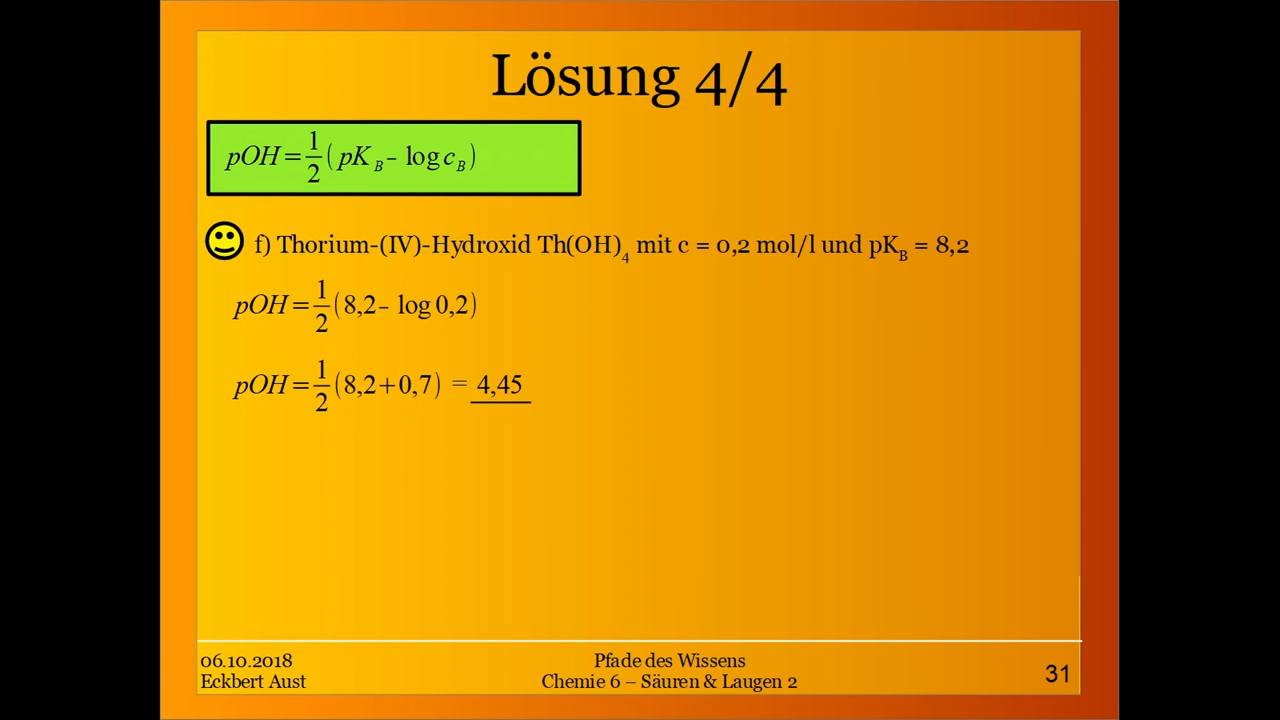 Lösung 4/4
pOH = 1/2 ( pK_B – log c_B )
f) Thorium-(IV)-Hydroxid Th(OH)₄ mit c = 0,2 mol/l und pK_B = 8,2
pOH = 1/2 (8,2 – log 0,2)
pOH = 1/2 (8,2+0,7) = 4,45
06.10.2018
Eckbert Aust
Pfade des Wissens
Chemie 6 – Säuren & Laugen 2
31